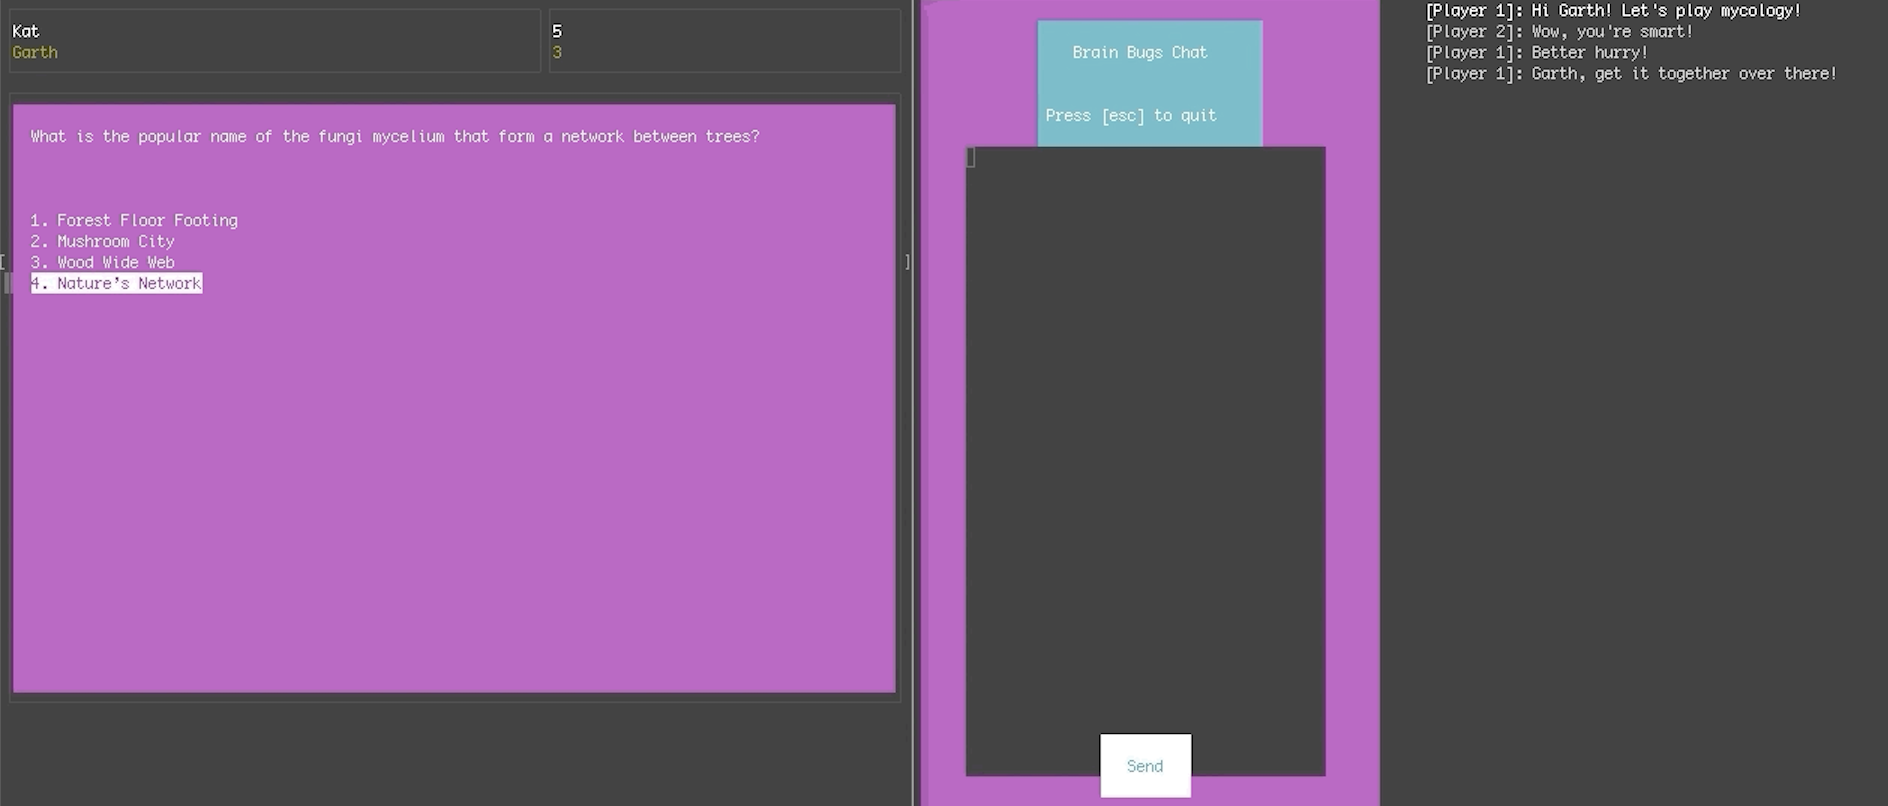 Kat 5
Garth 3
What is the popular name of the fungi mycelium that form a network between trees?
1. Forest Floor Footing
2. Mushroom City
[ 3. Wood Wide Web ]
4. Nature’s Network
Brain Bugs Chat
Press [esc] to quit
Send
[Player 1]: Hi Garth! Let's play mycology!
[Player 2]: Wow, you're smart!
[Player 1]: Better hurry!
[Player 1]: Garth, get it together over there!